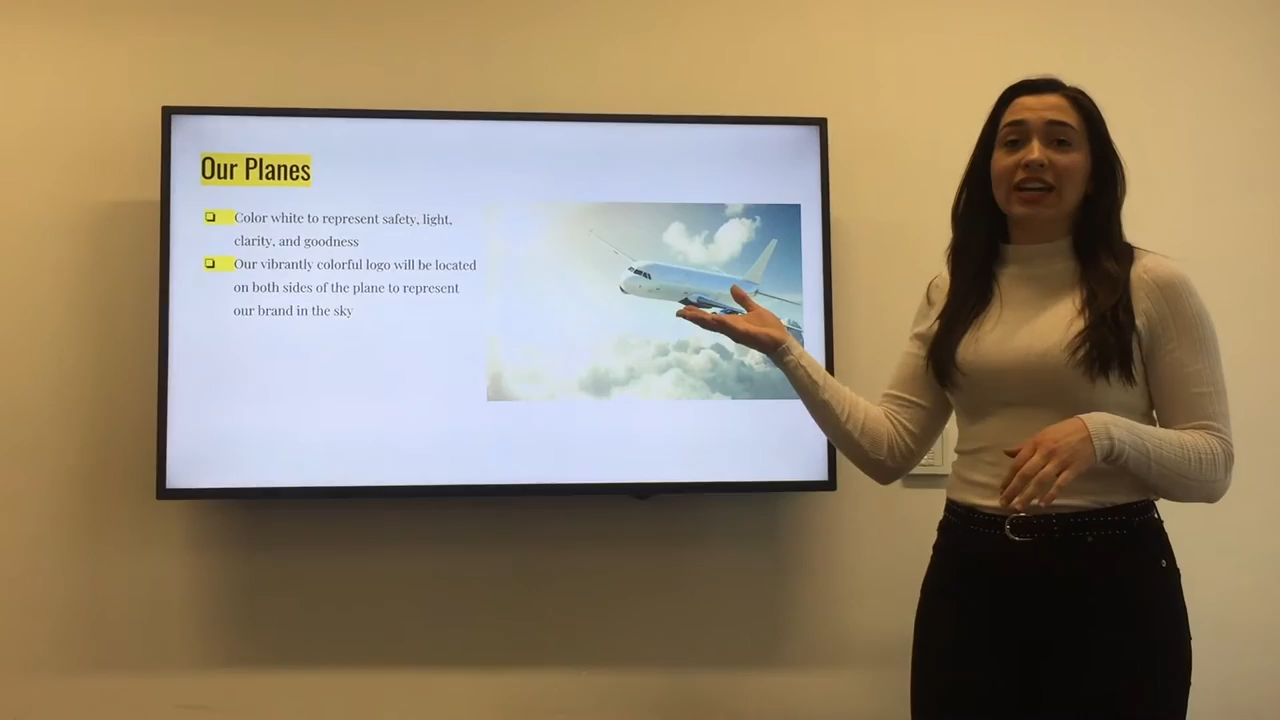 Our Planes
Color white to represent safety, light,
clarity, and goodness
Our vibrantly colorful logo will be located
on both sides of the plane to represent
our brand in the sky